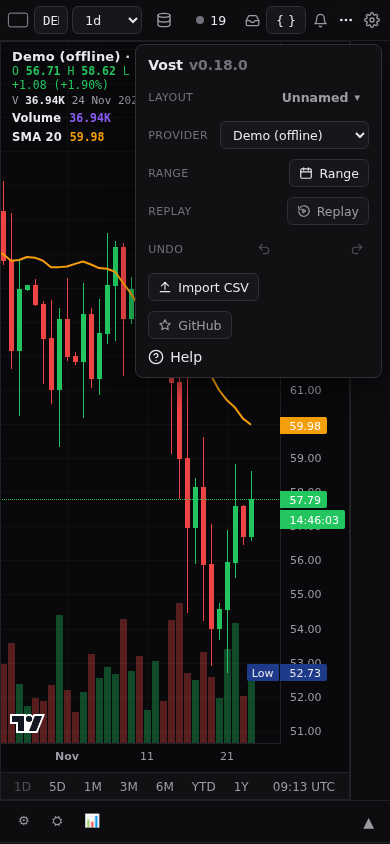 DE
1d
19
{ }
Demo (offline) ·
O 56.71 H 58.62 L
+1.08 (+1.90%)
V 36.94K 24 Nov 202
Volume 36.94K
SMA 20 59.98
Vost v0.18.0
LAYOUT Unnamed
PROVIDER Demo (offline)
RANGE Range
REPLAY Replay
UNDO
Import CSV
GitHub
Help
61.00
59.98
59.00
57.79
14:46:03
56.00
55.00
54.00
Low 52.73
52.00
51.00
Nov 11 21
1D 5D 1M 3M 6M YTD 1Y 09:13 UTC